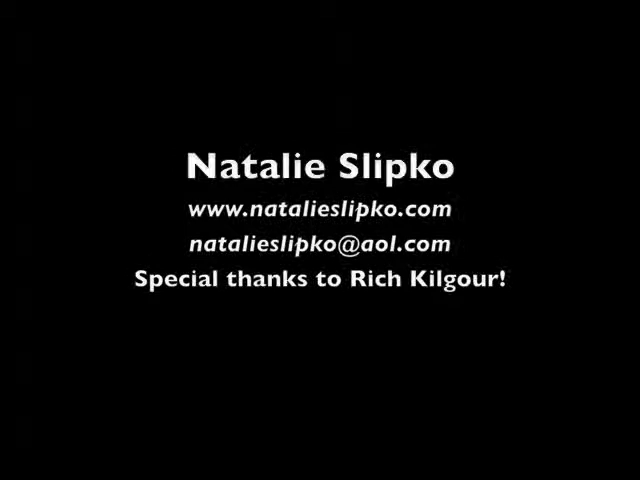 Natalie Slipko
www.natalieslipko.com
natalieslipko@aol.com
Special thanks to Rich Kilgour!